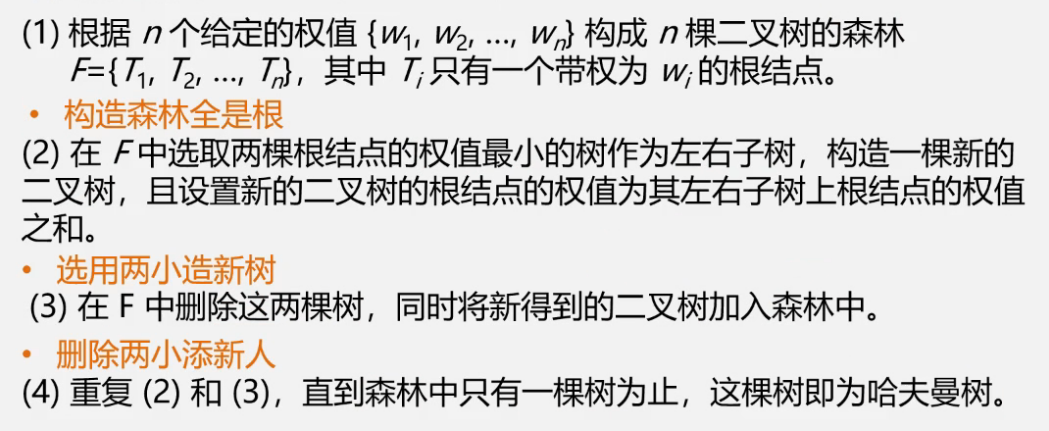 (1) 根据 n 个给定的权值 {w₁, w₂, …, wₙ} 构成 n 棵二叉树的森林
F={T₁, T₂, …, Tₙ}，其中 Tᵢ 只有一个带权为 wᵢ 的根结点。
• 构造森林全是根
(2) 在 F 中选取两棵根结点的权值最小的树作为左右子树，构造一棵新的
二叉树，且设置新的二叉树的根结点的权值为其左右子树上根结点的权值
之和。
• 选用两小造新树
(3) 在 F 中删除这两棵树，同时将新得到的二叉树加入森林中。
• 删除两小添新人
(4) 重复 (2) 和 (3)，直到森林中只有一棵树为止，这棵树即为哈夫曼树。